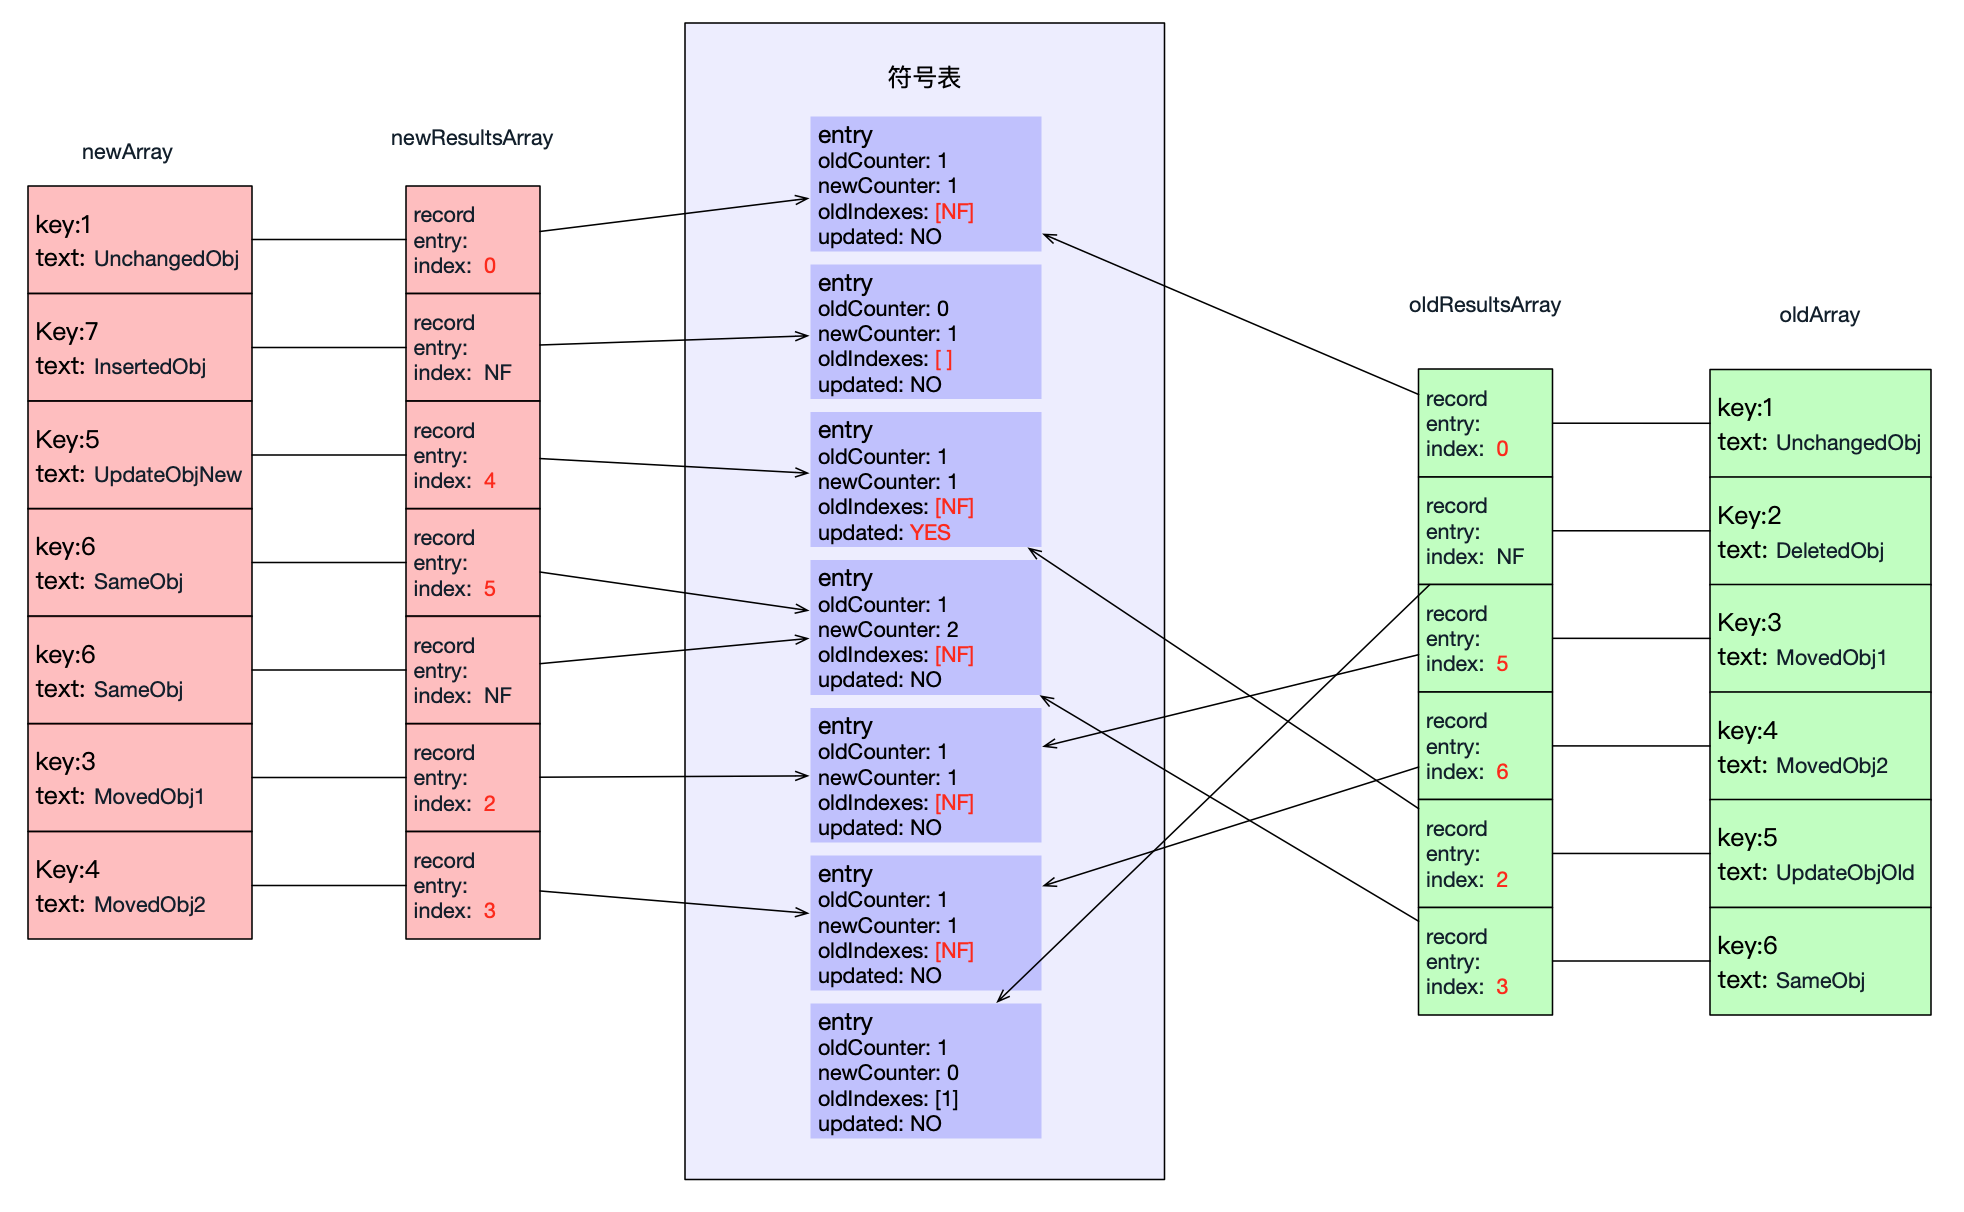 newArray
key:1
text: UnchangedObj
Key:7
text: InsertedObj
Key:5
text: UpdateObjNew
key:6
text: SameObj
key:6
text: SameObj
key:3
text: MovedObj1
Key:4
text: MovedObj2
newResultsArray
record
entry:
index: 0
record
entry:
index: NF
record
entry:
index: 4
record
entry:
index: 5
record
entry:
index: NF
record
entry:
index: 2
record
entry:
index: 3
符号表
entry
oldCounter: 1
newCounter: 1
oldIndexes: [NF]
updated: NO
entry
oldCounter: 0
newCounter: 1
oldIndexes: [ ]
updated: NO
entry
oldCounter: 1
newCounter: 1
oldIndexes: [NF]
updated: YES
entry
oldCounter: 1
newCounter: 2
oldIndexes: [NF]
updated: NO
entry
oldCounter: 1
newCounter: 1
oldIndexes: [NF]
updated: NO
entry
oldCounter: 1
newCounter: 1
oldIndexes: [NF]
updated: NO
entry
oldCounter: 1
newCounter: 0
oldIndexes: [1]
updated: NO
oldResultsArray
record
entry:
index: 0
record
entry:
index: NF
record
entry:
index: 5
record
entry:
index: 6
record
entry:
index: 2
record
entry:
index: 3
oldArray
key:1
text: UnchangedObj
Key:2
text: DeletedObj
Key:3
text: MovedObj1
key:4
text: MovedObj2
key:5
text: UpdateObjOld
key:6
text: SameObj